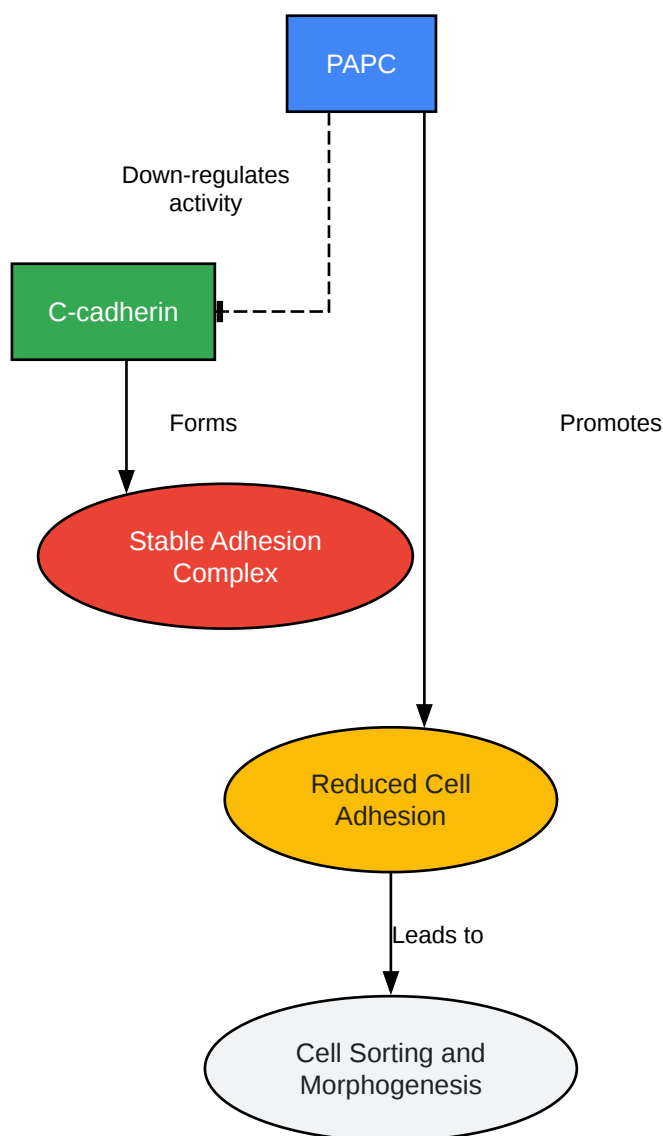 PAPC
Down-regulates
activity
C-cadherin
Forms
Promotes
Stable Adhesion
Complex
Reduced Cell
Adhesion
Leads to
Cell Sorting and
Morphogenesis